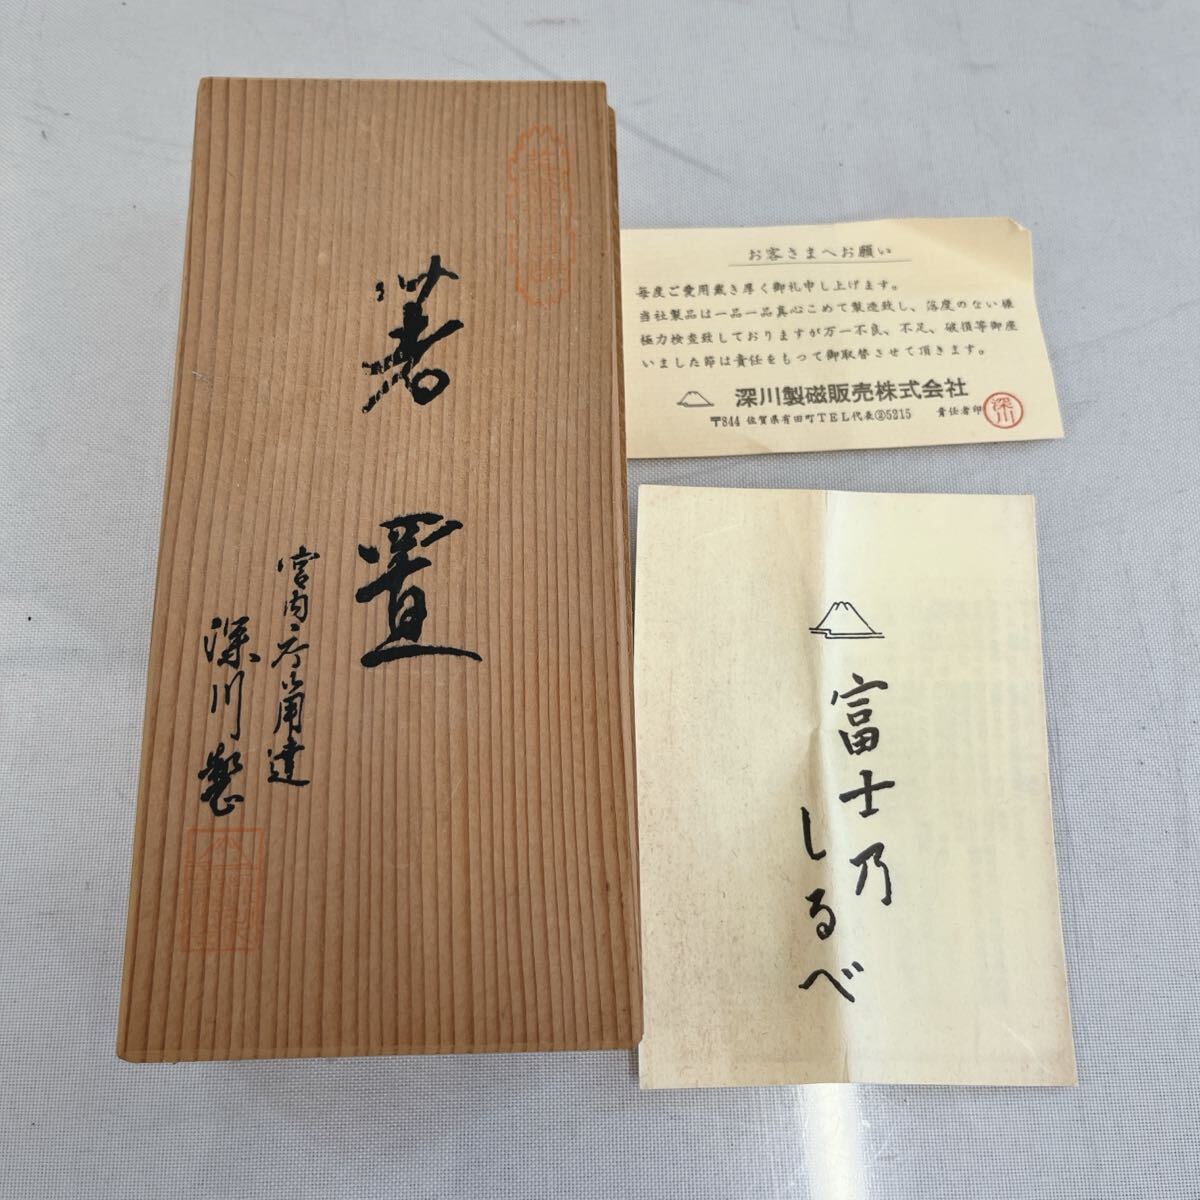 箸置
宮内庁御用達
深川製
お客さまへお願い
毎度ご愛用戴き厚く御礼申し上げます。
当社製品は一品一品真心こめて製造致し、落度のない様
極力検査致しておりますが万一不良、不足、破損等御座
いました節は責任をもって御取替させて頂きます。
深川製磁販売株式会社
〒844 佐賀県有田町TEL代表②5215 責任者印
深川
富士乃
しるべ